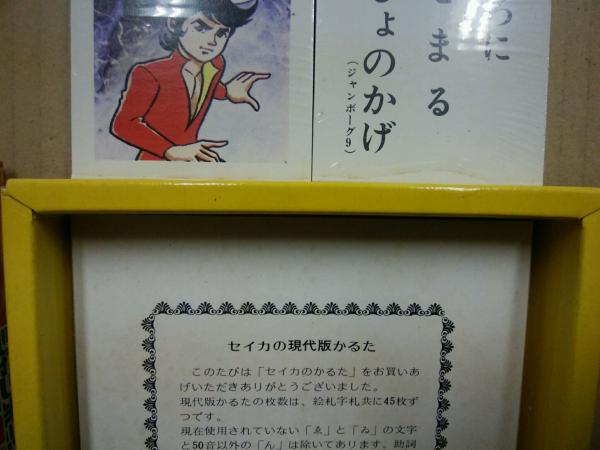 に
まる
ょのかげ
(ジャンボーグ9)
セイカの現代版かるた
このたびは「セイカのかるた」をお買いあ
げいただきありがとうございました。
現代版かるたの枚数は、絵札字札共に45枚ず
つです。
現在使用されていない「ゑ」と「ゐ」の文字
と50音以外の「ん」は除いてあります。助詞